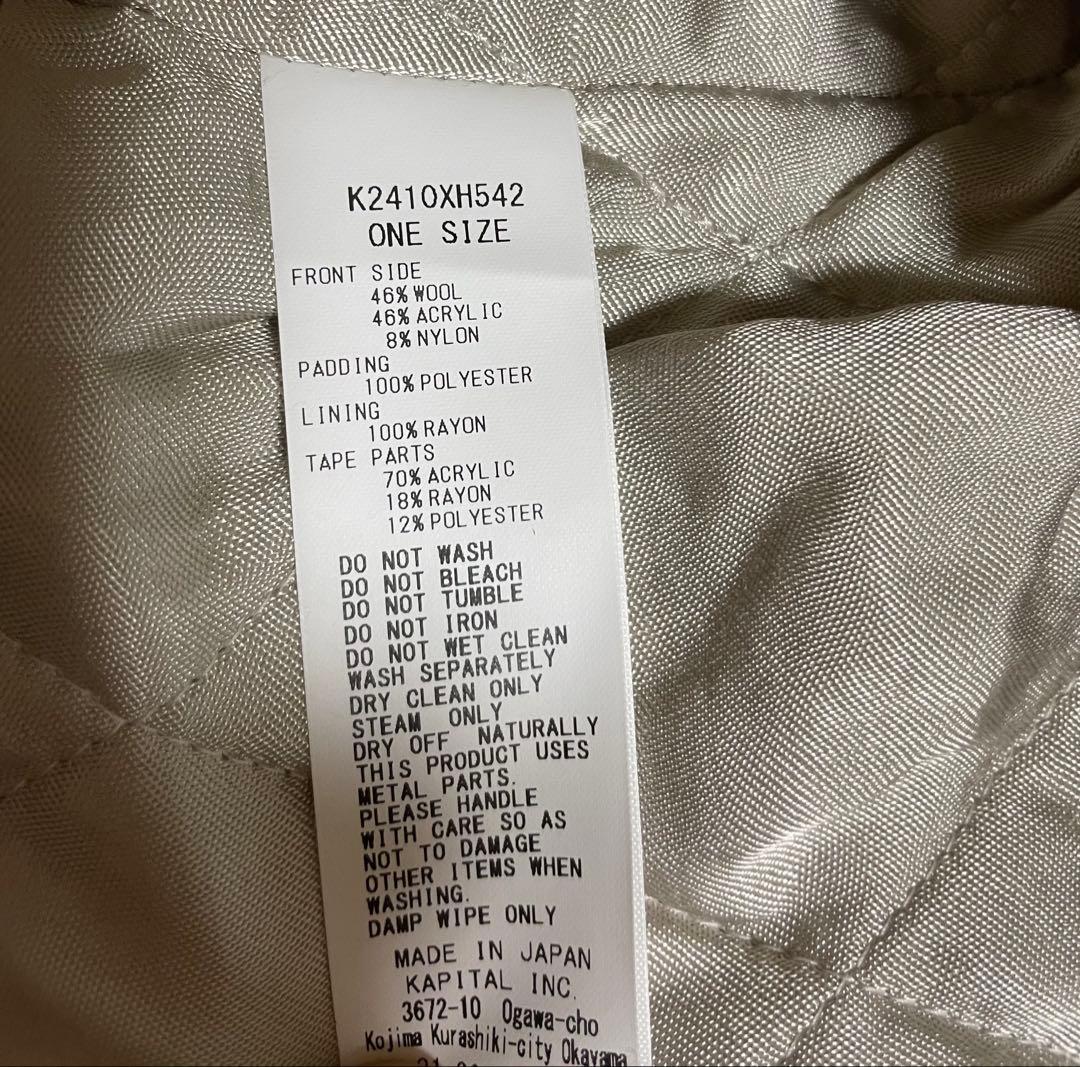 K2410XH542
ONE SIZE
FRONT SIDE
46% WOOL
46% ACRYLIC
8% NYLON
PADDING
100% POLYESTER
LINING
100% RAYON
TAPE PARTS
70% ACRYLIC
18% RAYON
12% POLYESTER
DO NOT WASH
DO NOT BLEACH
DO NOT TUMBLE
DO NOT IRON
DO NOT WET CLEAN
WASH SEPARATELY
DRY CLEAN ONLY
STEAM ONLY
DRY OFF NATURALLY
THIS PRODUCT USES
METAL PARTS.
PLEASE HANDLE
WITH CARE SO AS
NOT TO DAMAGE
OTHER ITEMS WHEN
WASHING.
DAMP WIPE ONLY
MADE IN JAPAN
KAPITAL INC.
3672-10 Ogawa-cho
Kojima Kurashiki-city Okayama